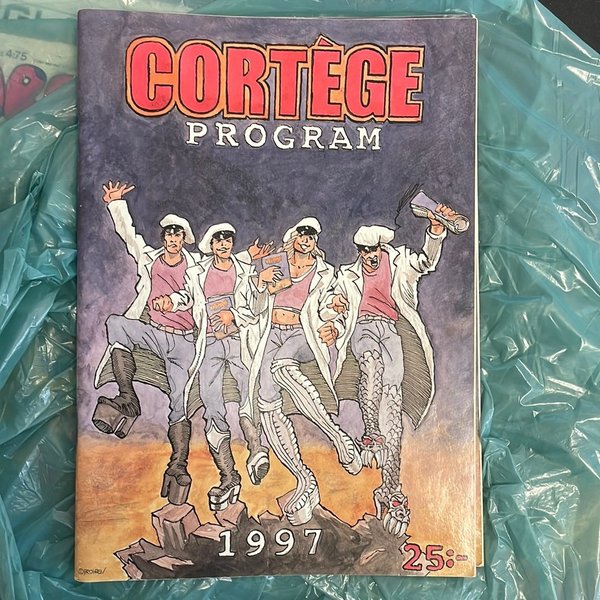 CORTÈGE
PROGRAM
1997
25:-